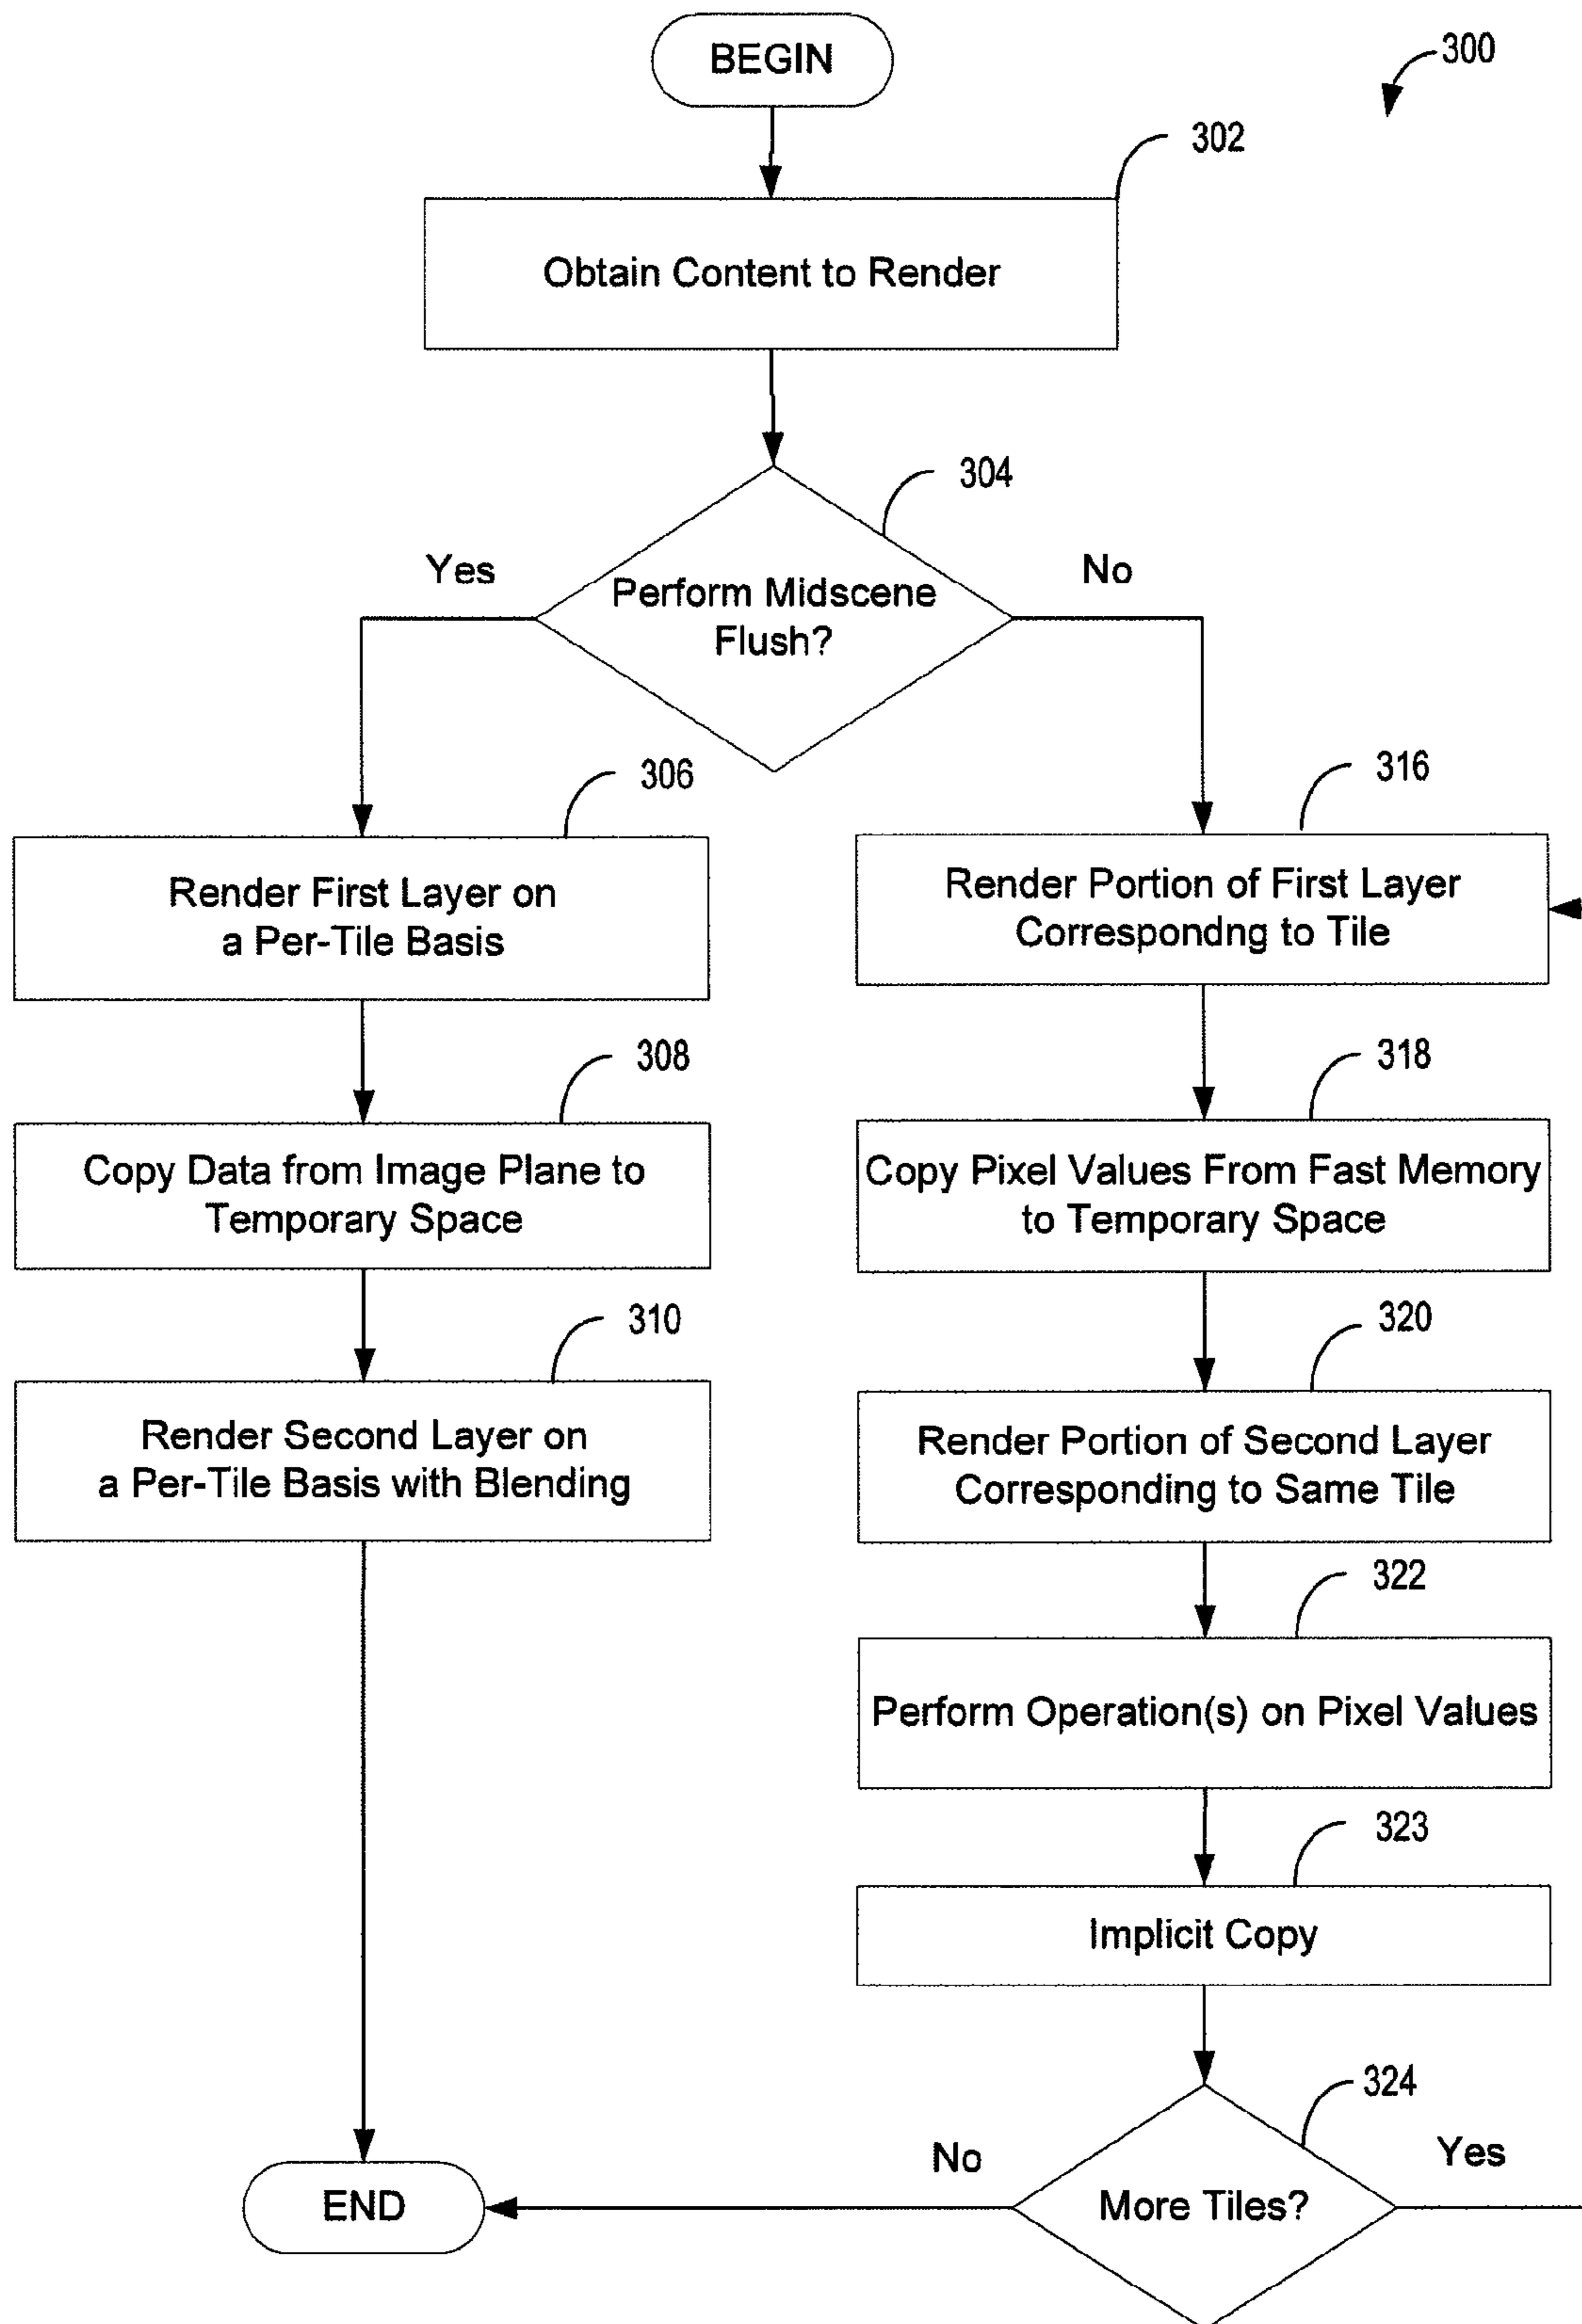 BEGIN
300
302
Obtain Content to Render
304
Yes
No
Perform Midscene
Flush?
306
316
Render First Layer on
a Per-Tile Basis
Render Portion of First Layer
Correspondng to Tile
308
318
Copy Data from Image Plane to
Temporary Space
Copy Pixel Values From Fast Memory
to Temporary Space
310
320
Render Second Layer on
a Per-Tile Basis with Blending
Render Portion of Second Layer
Corresponding to Same Tile
322
Perform Operation(s) on Pixel Values
323
Implicit Copy
324
No
Yes
END
More Tiles?